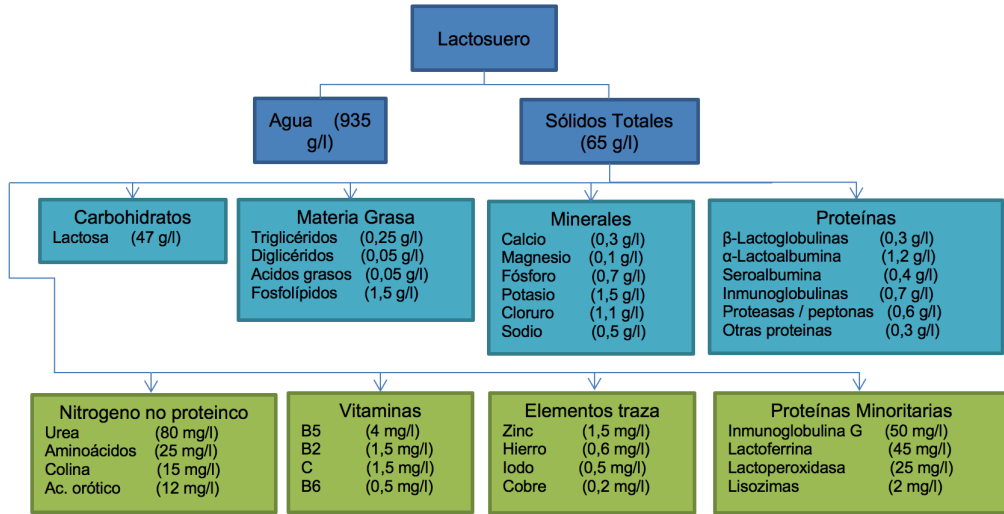 Lactosuero
Agua (935
g/l)
Sólidos Totales
(65 g/l)
Carbohidratos
Lactosa (47 g/l)
Materia Grasa
Triglicéridos (0,25 g/l)
Diglicéridos (0,05 g/l)
Acidos grasos (0,05 g/l)
Fosfolípidos (1,5 g/l)
Minerales
Calcio (0,3 g/l)
Magnesio (0,1 g/l)
Fósforo (0,7 g/l)
Potasio (1,5 g/l)
Cloruro (1,1 g/l)
Sodio (0,5 g/l)
Proteínas
β-Lactoglobulinas (0,3 g/l)
α-Lactoalbumina (1,2 g/l)
Seroalbumina (0,4 g/l)
Inmunoglobulinas (0,7 g/l)
Proteasas / peptonas (0,6 g/l)
Otras proteinas (0,3 g/l)
Nitrogeno no proteinco
Urea (80 mg/l)
Aminoácidos (25 mg/l)
Colina (15 mg/l)
Ac. orótico (12 mg/l)
Vitaminas
B5 (4 mg/l)
B2 (1,5 mg/l)
C (1,5 mg/l)
B6 (0,5 mg/l)
Elementos traza
Zinc (1,5 mg/l)
Hierro (0,6 mg/l)
Iodo (0,5 mg/l)
Cobre (0,2 mg/l)
Proteínas Minoritarias
Inmunoglobulina G (50 mg/l)
Lactoferrina (45 mg/l)
Lactoperoxidasa (25 mg/l)
Lisozimas (2 mg/l)